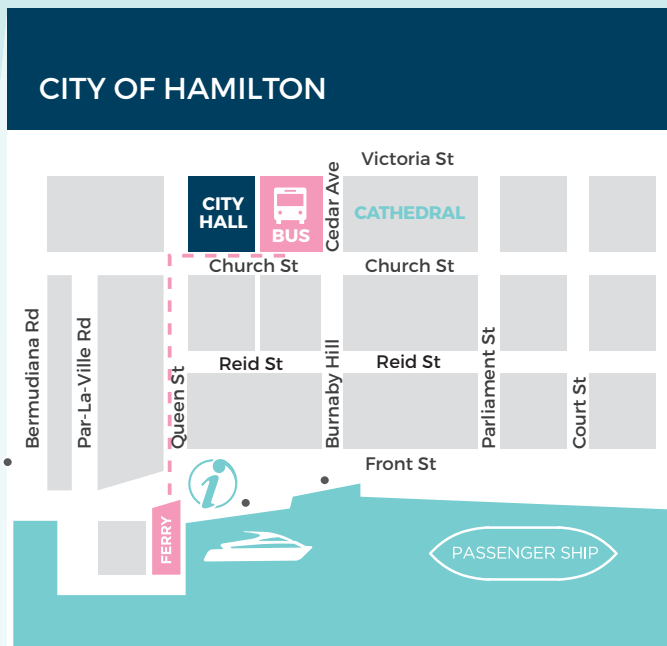 CITY OF HAMILTON
Victoria St
CITY
HALL
BUS
Cedar Ave
CATHEDRAL
Church St
Church St
Bermudiana Rd
Par-La-Ville Rd
Queen St
Reid St
Burnaby Hill
Reid St
Parliament St
Court St
Front St
i
FERRY
PASSENGER SHIP